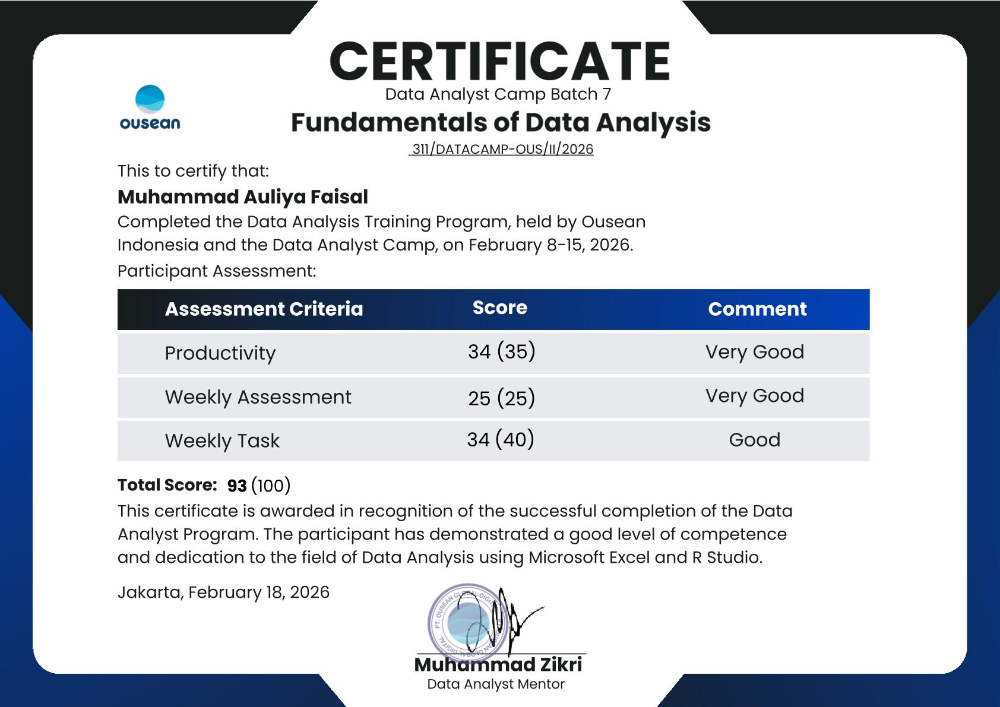 CERTIFICATE
Data Analyst Camp Batch 7
ousean
Fundamentals of Data Analysis
311/DATACAMP-OUS/II/2026
This to certify that:
Muhammad Auliya Faisal
Completed the Data Analysis Training Program, held by Ousean
Indonesia and the Data Analyst Camp, on February 8-15, 2026.
Participant Assessment:
Assessment Criteria Score Comment
Productivity 34 (35) Very Good
Weekly Assessment 25 (25) Very Good
Weekly Task 34 (40) Good
Total Score: 93 (100)
This certificate is awarded in recognition of the successful completion of the Data
Analyst Program. The participant has demonstrated a good level of competence
and dedication to the field of Data Analysis using Microsoft Excel and R Studio.
Jakarta, February 18, 2026
PT. OUSEAN GLOBAL DIGITAL
Muhammad Zikri
Data Analyst Mentor